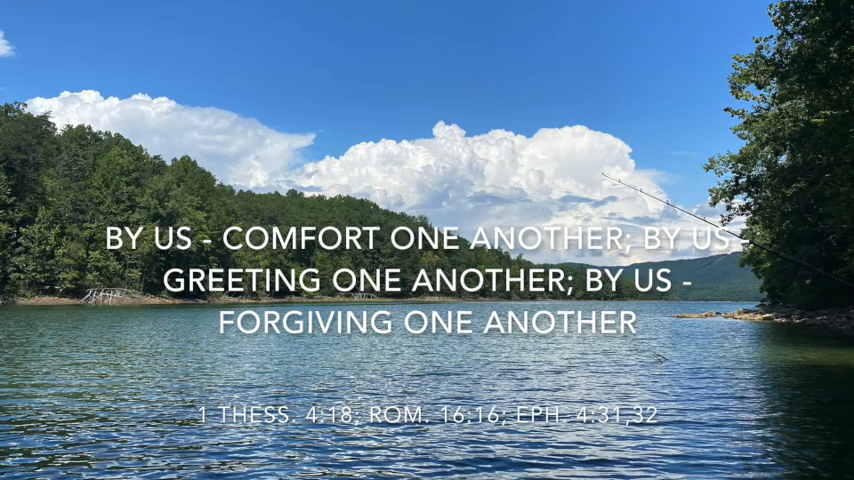 BY US - COMFORT ONE ANOTHER; BY US -
GREETING ONE ANOTHER; BY US -
FORGIVING ONE ANOTHER
1 THESS. 4:18; ROM. 16:16; EPH. 4:31,32